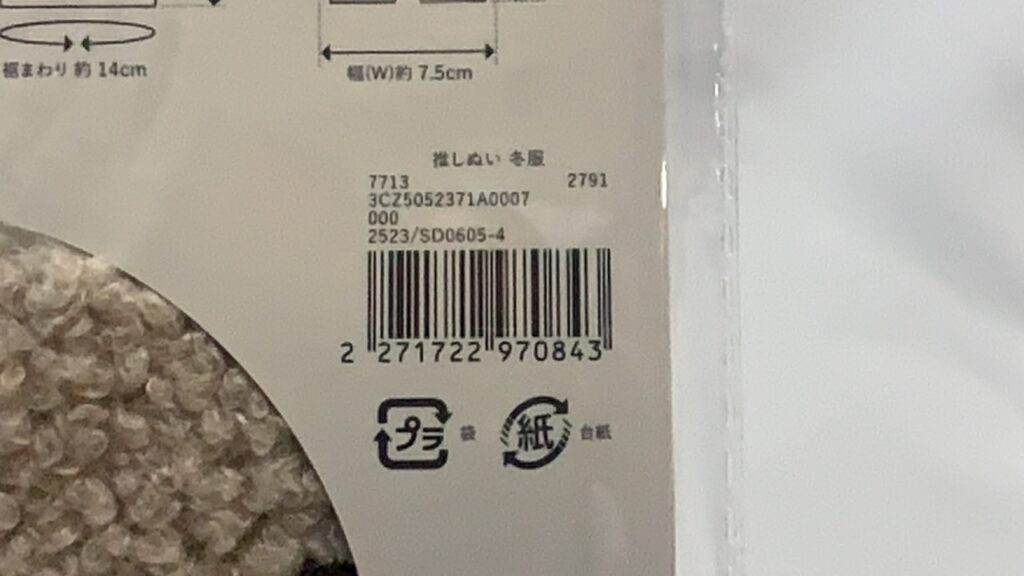 裾まわり 約 14cm
幅(W)約 7.5cm
推しぬい 冬服
7713 2791
3CZ5052371A0007
000
2523/SD0605-4
2 271722 970843
プラ 袋
紙 台紙